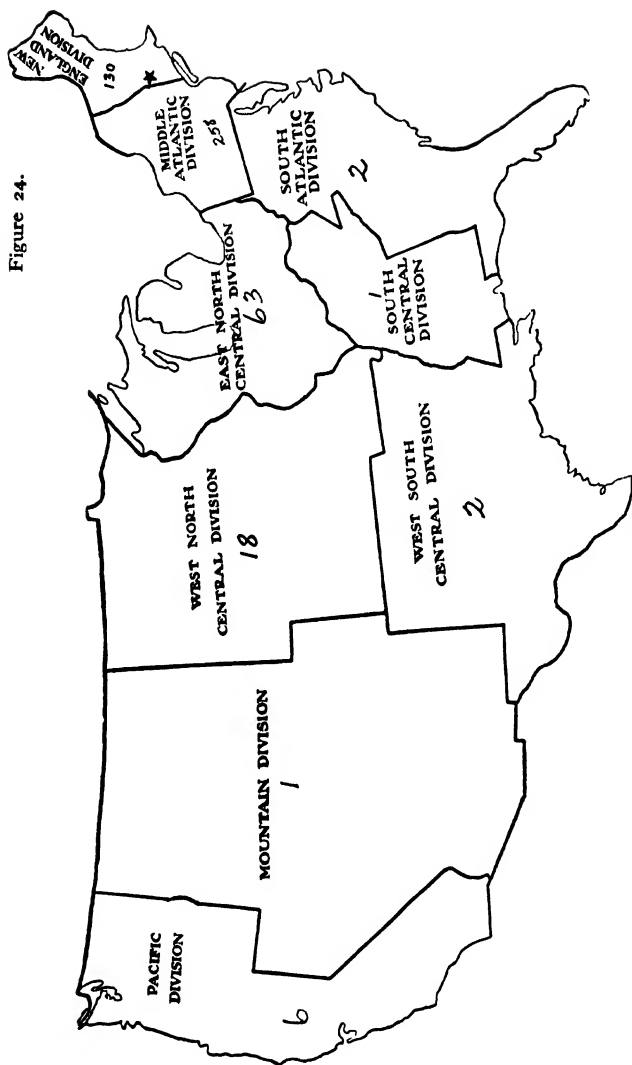 Figure 24.
NEW
ENGLAND
DIVISION
130
MIDDLE
ATLANTIC
DIVISION
258
SOUTH
ATLANTIC
DIVISION
2
EAST NORTH
CENTRAL DIVISION
63
1
SOUTH
CENTRAL
DIVISION
WEST NORTH
CENTRAL DIVISION
18
WEST SOUTH
CENTRAL DIVISION
2
MOUNTAIN DIVISION
1
PACIFIC
DIVISION
6